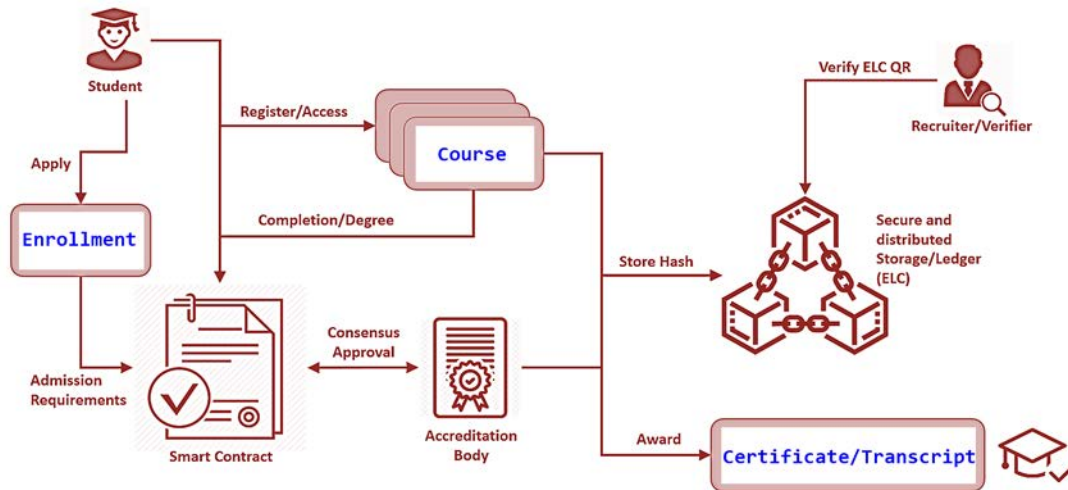 Student
Verify ELC QR
Recruiter/Verifier
Register/Access
Course
Apply
Enrollment
Completion/Degree
Secure and
distributed
Storage/Ledger
(ELC)
Store Hash
Consensus
Approval
Admission
Requirements
Smart Contract
Accreditation
Body
Award
Certificate/Transcript